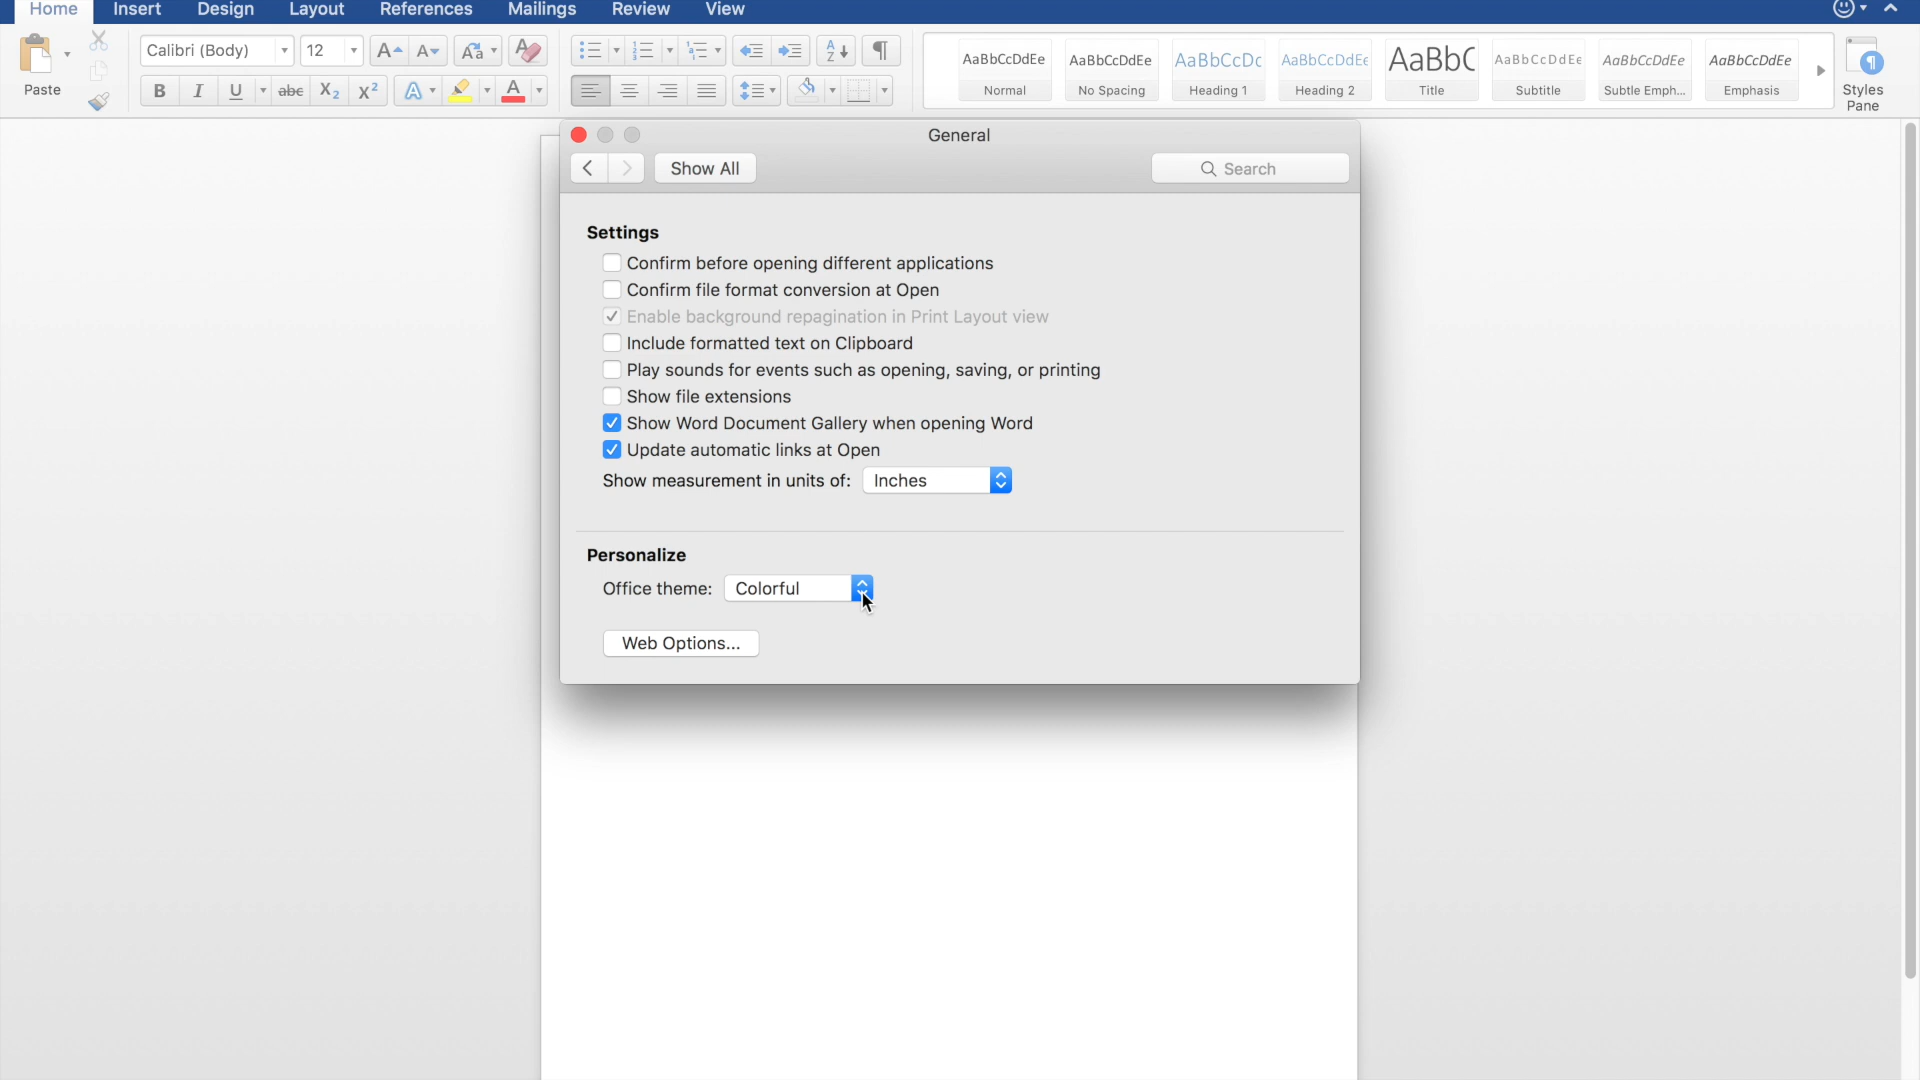 Home Insert Design Layout References Mailings Review View
Calibri (Body) 12
Paste
AaBbCcDdEe AaBbCcDdEe AaBbCcDc AaBbCcDdEe AaBbC AaBbCcDdEe AaBbCcDdEe AaBbCcDdEe
Normal No Spacing Heading 1 Heading 2 Title Subtitle Subtle Emph... Emphasis
Styles
Pane
B I U abc X₂ X² A A
General
Show All
Search
Settings
Confirm before opening different applications
Confirm file format conversion at Open
Enable background repagination in Print Layout view
Include formatted text on Clipboard
Play sounds for events such as opening, saving, or printing
Show file extensions
Show Word Document Gallery when opening Word
Update automatic links at Open
Show measurement in units of: Inches
Personalize
Office theme: Colorful
Web Options...